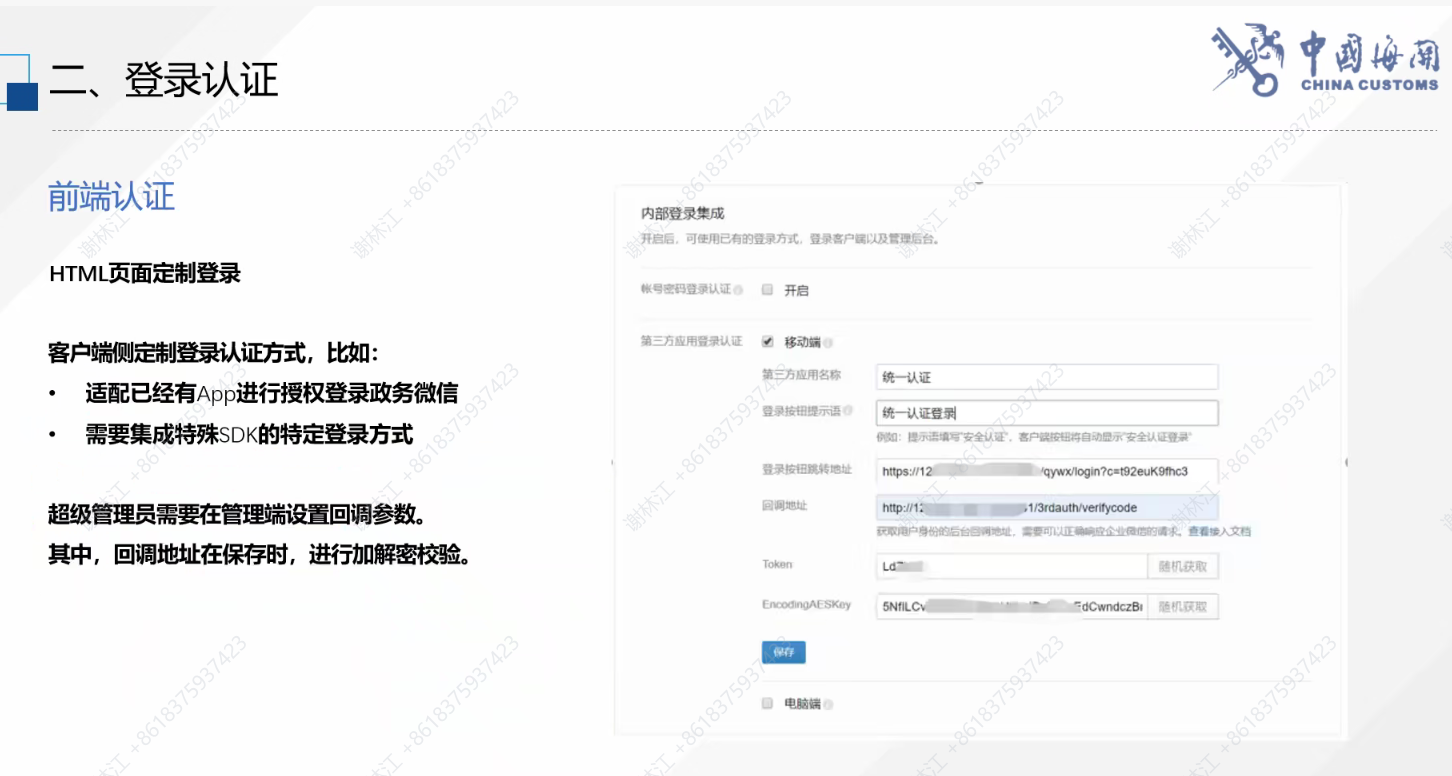 二、登录认证
中國海關
CHINA CUSTOMS
前端认证
HTML页面定制登录
客户端侧定制登录认证方式，比如：
• 适配已经有App进行授权登录政务微信
• 需要集成特殊SDK的特定登录方式
超级管理员需要在管理端设置回调参数。
其中，回调地址在保存时，进行加解密校验。
内部登录集成
开启后，可使用已有的登录方式，登录客户端以及管理后台。
帐号密码登录认证 开启
第三方应用登录认证 移动端
第三方应用名称 统一认证
登录按钮提示语 统一认证登录
例如：提示语填写“安全认证”，客户端按钮将自动显示“安全认证登录”
登录按钮跳转地址 https://12 /qywx/login?c=t92euK9fhc3
回调地址 http://12 1/3rdauth/verifycode
获取用户身份的后台回调地址，需要可以正确响应企业微信的请求。查看接入文档
Token Ld 随机获取
EncodingAESKey 5NfILCv EdCwndczB 随机获取
保存
电脑端
谢林江 +8618375937423